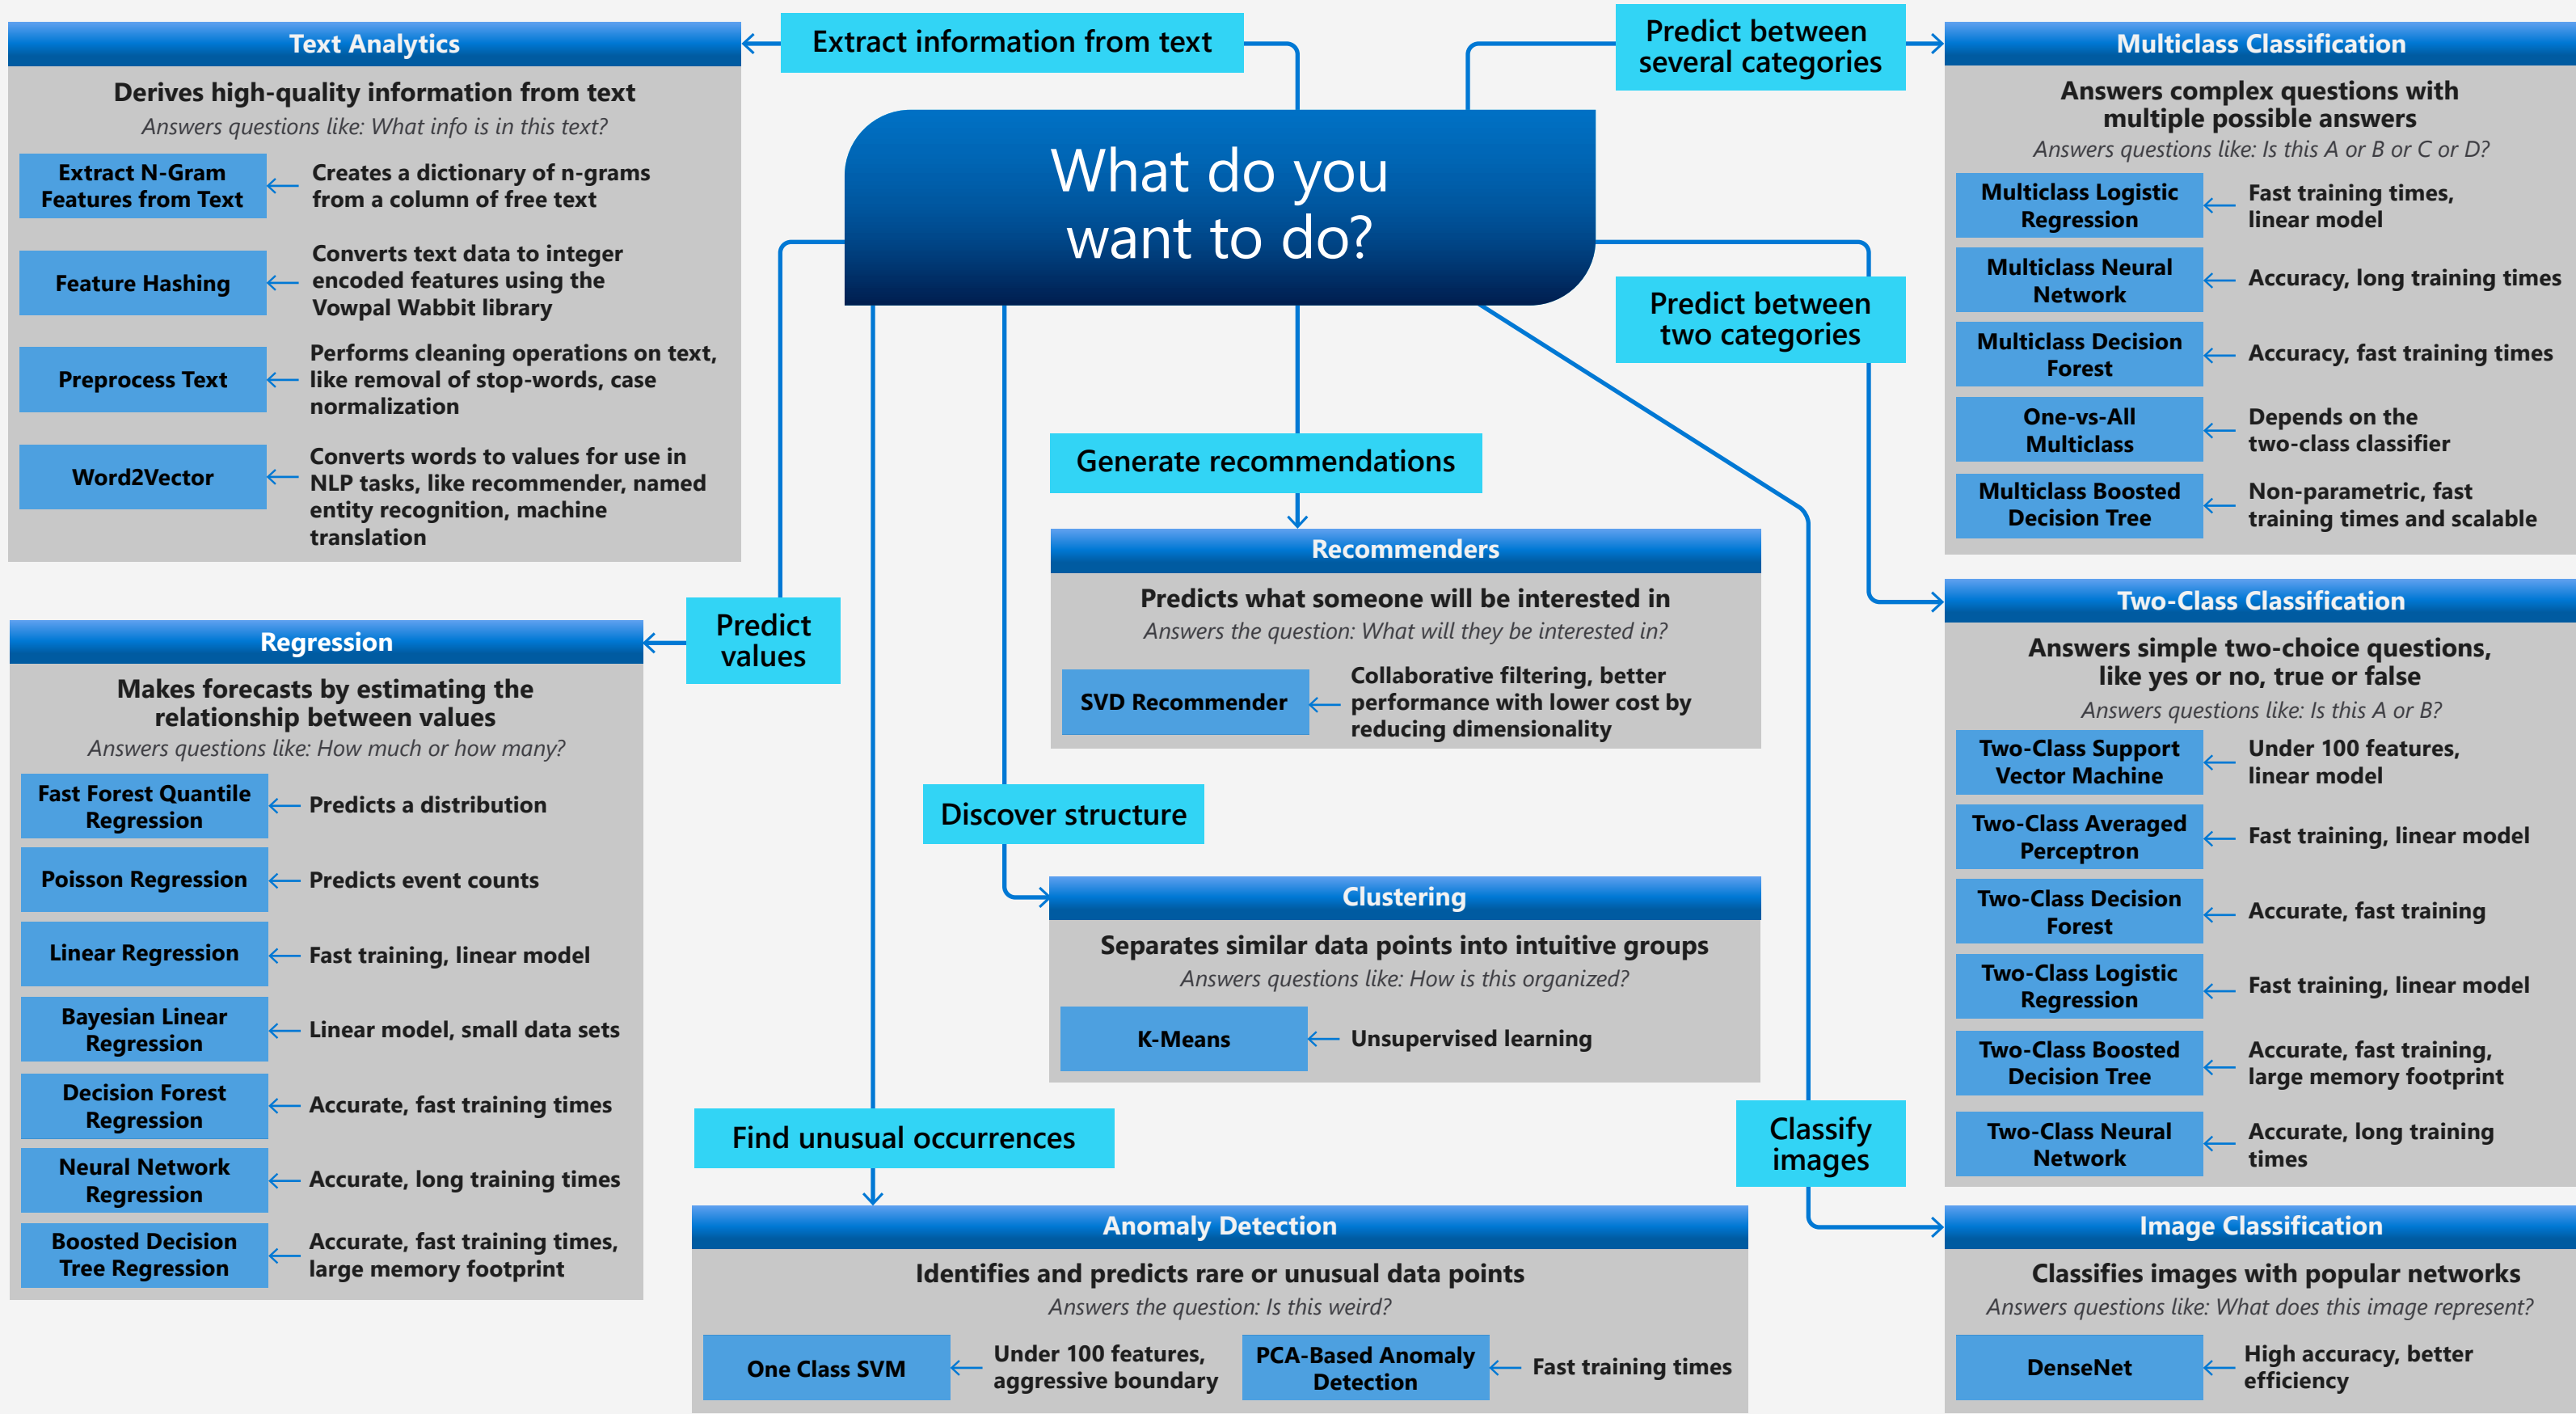 What do you
want to do?
Extract information from text
Text Analytics
Derives high-quality information from text
Answers questions like: What info is in this text?
Extract N-Gram
Features from Text
Creates a dictionary of n-grams
from a column of free text
Feature Hashing
Converts text data to integer
encoded features using the
Vowpal Wabbit library
Preprocess Text
Performs cleaning operations on text,
like removal of stop-words, case
normalization
Word2Vector
Converts words to values for use in
NLP tasks, like recommender, named
entity recognition, machine
translation
Predict
values
Regression
Makes forecasts by estimating the
relationship between values
Answers questions like: How much or how many?
Fast Forest Quantile
Regression
Predicts a distribution
Poisson Regression
Predicts event counts
Linear Regression
Fast training, linear model
Bayesian Linear
Regression
Linear model, small data sets
Decision Forest
Regression
Accurate, fast training times
Neural Network
Regression
Accurate, long training times
Boosted Decision
Tree Regression
Accurate, fast training times,
large memory footprint
Generate recommendations
Recommenders
Predicts what someone will be interested in
Answers the question: What will they be interested in?
SVD Recommender
Collaborative filtering, better
performance with lower cost by
reducing dimensionality
Discover structure
Clustering
Separates similar data points into intuitive groups
Answers questions like: How is this organized?
K-Means
Unsupervised learning
Find unusual occurrences
Anomaly Detection
Identifies and predicts rare or unusual data points
Answers the question: Is this weird?
One Class SVM
Under 100 features,
aggressive boundary
PCA-Based Anomaly
Detection
Fast training times
Predict between
several categories
Multiclass Classification
Answers complex questions with
multiple possible answers
Answers questions like: Is this A or B or C or D?
Multiclass Logistic
Regression
Fast training times,
linear model
Multiclass Neural
Network
Accuracy, long training times
Multiclass Decision
Forest
Accuracy, fast training times
One-vs-All
Multiclass
Depends on the
two-class classifier
Multiclass Boosted
Decision Tree
Non-parametric, fast
training times and scalable
Predict between
two categories
Two-Class Classification
Answers simple two-choice questions,
like yes or no, true or false
Answers questions like: Is this A or B?
Two-Class Support
Vector Machine
Under 100 features,
linear model
Two-Class Averaged
Perceptron
Fast training, linear model
Two-Class Decision
Forest
Accurate, fast training
Two-Class Logistic
Regression
Fast training, linear model
Two-Class Boosted
Decision Tree
Accurate, fast training,
large memory footprint
Two-Class Neural
Network
Accurate, long training
times
Classify
images
Image Classification
Classifies images with popular networks
Answers questions like: What does this image represent?
DenseNet
High accuracy, better
efficiency